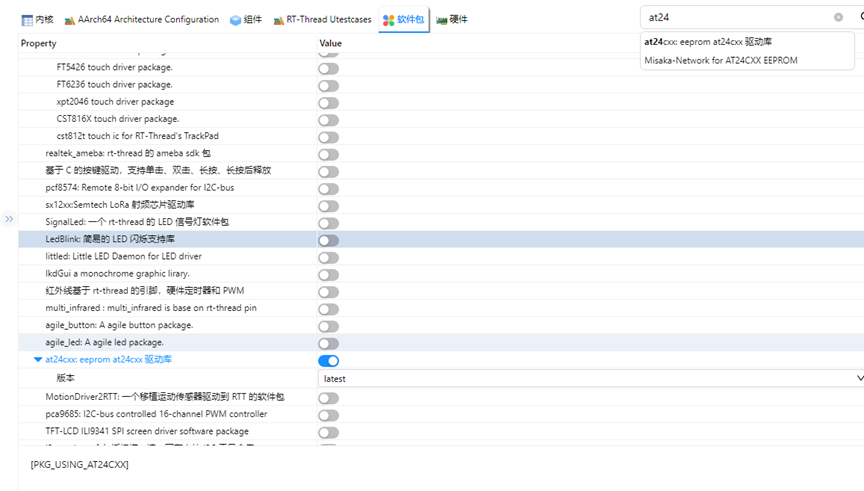 内核 AArch64 Architecture Configuration 组件 RT-Thread Utestcases 软件包 硬件
at24
at24cxx: eeprom at24cxx 驱动库
Misaka-Network for AT24CXX EEPROM
Property Value
FT5426 touch driver package.
FT6236 touch driver package.
xpt2046 touch driver package
CST816X touch driver package.
cst812t touch ic for RT-Thread's TrackPad
realtek_ameba: rt-thread 的 ameba sdk 包
基于 C 的按键驱动，支持单击、双击、长按、长按后释放
pcf8574: Remote 8-bit I/O expander for I2C-bus
sx12xx:Semtech LoRa 射频芯片驱动库
SignalLed: 一个 rt-thread 的 LED 信号灯软件包
LedBlink: 简易的 LED 闪烁支持库
littled: Little LED Daemon for LED driver
lkdGui a monochrome graphic lirary.
红外线基于 rt-thread 的引脚，硬件定时器和 PWM
multi_infrared : multi_infrared is base on rt-thread pin
agile_button: A agile button package.
agile_led: A agile led package.
at24cxx: eeprom at24cxx 驱动库
版本 latest
MotionDriver2RTT: 一个移植运动传感器驱动到 RTT 的软件包
pca9685: I2C-bus controlled 16-channel PWM controller
TFT-LCD ILI9341 SPI screen driver software package
[PKG_USING_AT24CXX]